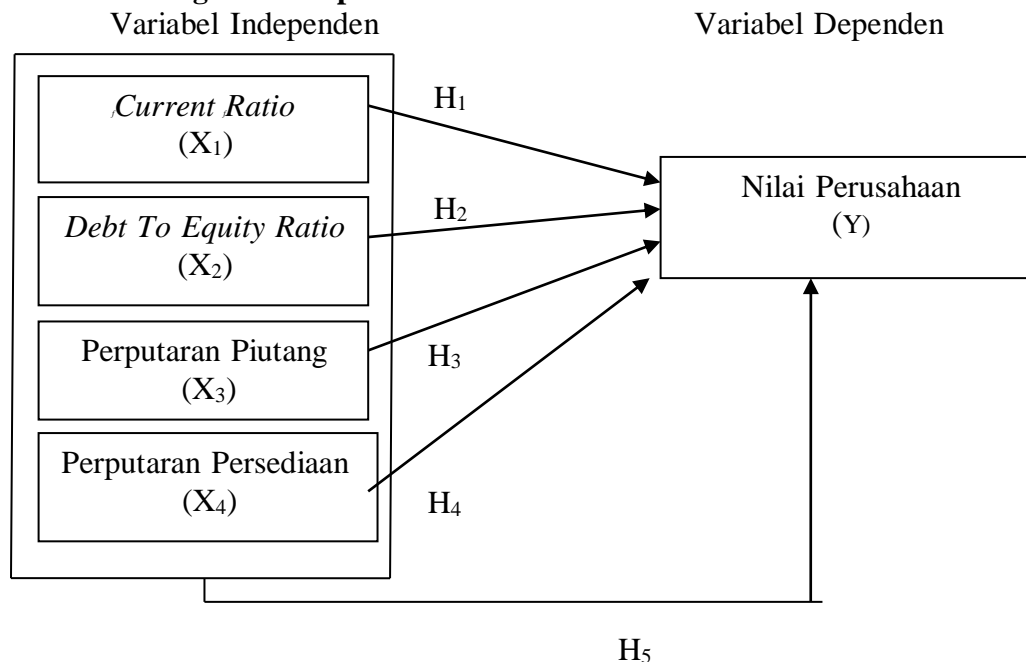 Variabel Independen
Variabel Dependen
Current Ratio
(X₁)
H₁
Debt To Equity Ratio
(X₂)
H₂
Nilai Perusahaan
(Y)
Perputaran Piutang
(X₃)
H₃
Perputaran Persediaan
(X₄)
H₄
H₅